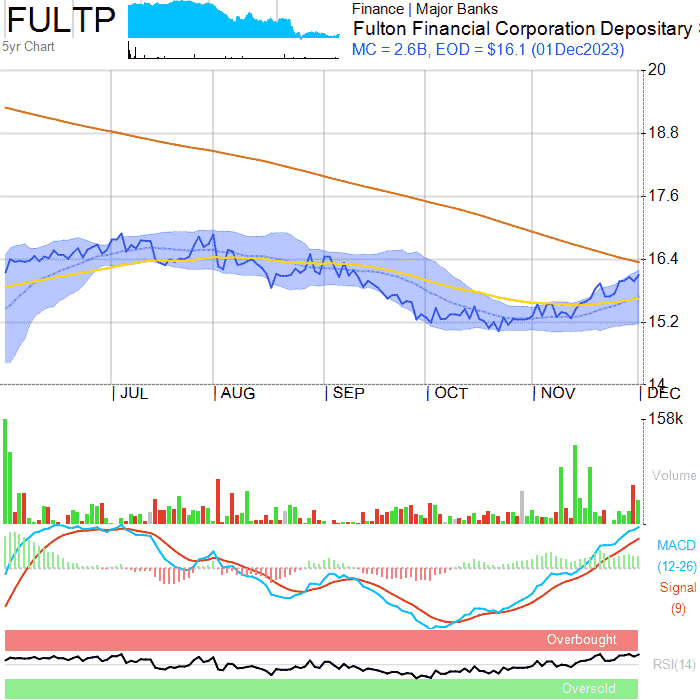 FULTP
5yr Chart
Finance | Major Banks
Fulton Financial Corporation Depositary
MC = 2.6B, EOD = $16.1 (01Dec2023)
20
18.8
17.6
16.4
15.2
14
JUL AUG SEP OCT NOV DEC
158k
Volume
MACD
(12-26)
Signal
(9)
Overbought
RSI(14)
Oversold